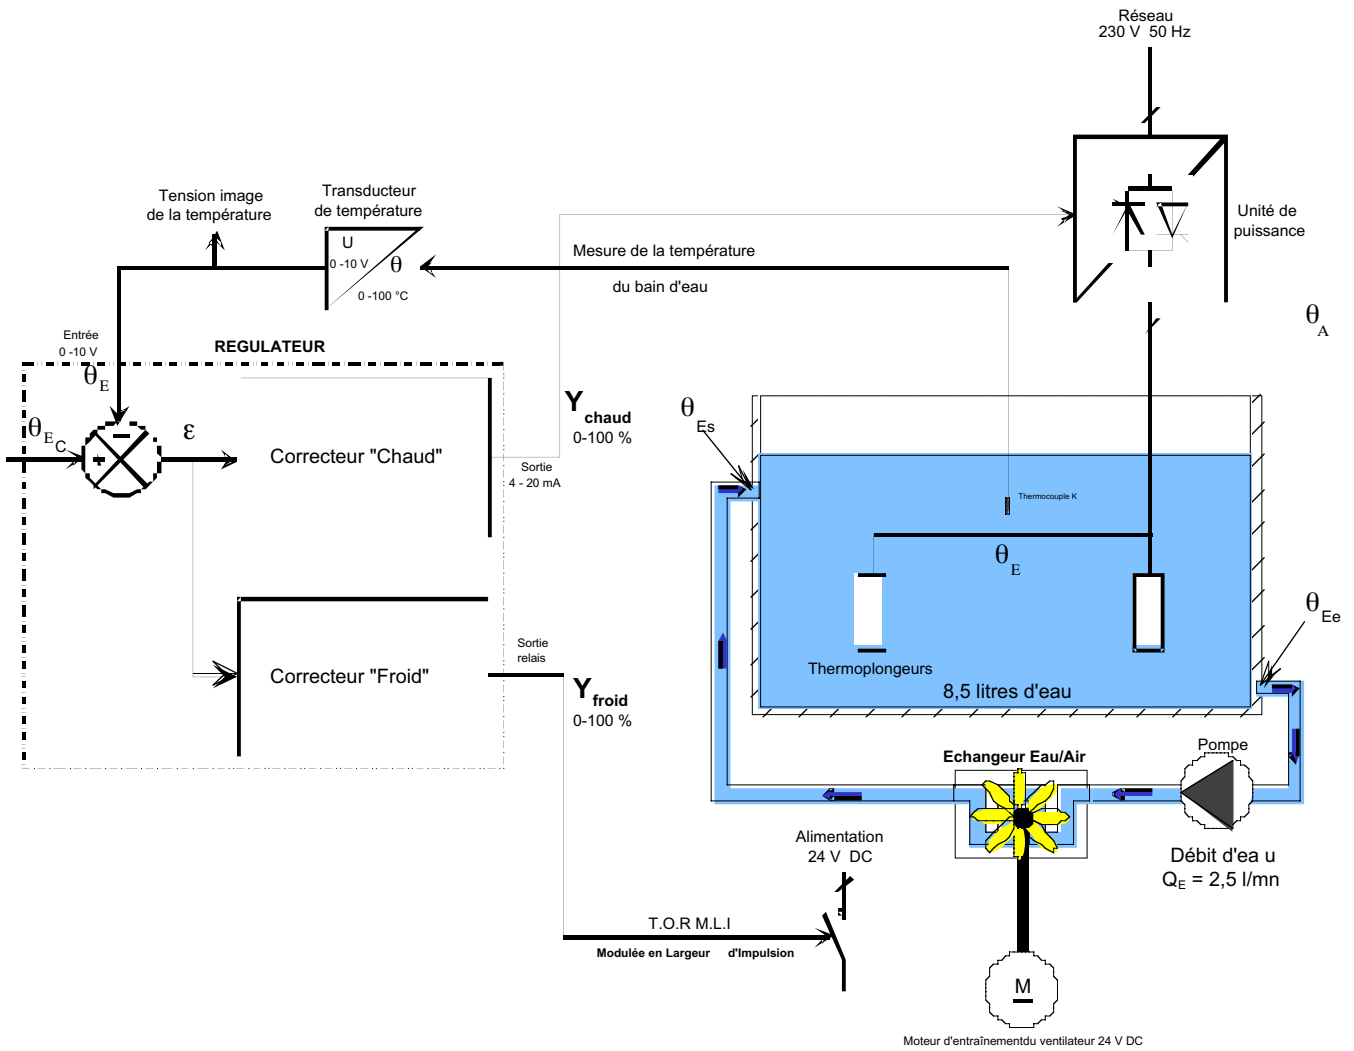 Réseau
230 V 50 Hz
Tension image
de la température
Transducteur
de température
U
0 -10 V
θ
0 -100 °C
Mesure de la température
du bain d'eau
Unité de
puissance
θA
Entrée
0 -10 V
REGULATEUR
θE
θEC
-
+
ε
Correcteur "Chaud"
Ychaud
0-100 %
Sortie
4 - 20 mA
θEs
Thermocouple K
θE
θEe
Correcteur "Froid"
Sortie
relais
Yfroid
0-100 %
Thermoplongeurs
8,5 litres d'eau
Echangeur Eau/Air
Pompe
Alimentation
24 V DC
Débit d'ea u
QE = 2,5 l/mn
T.O.R M.L.I
Modulée en Largeur d'Impulsion
M
Moteur d'entraînementdu ventilateur 24 V DC